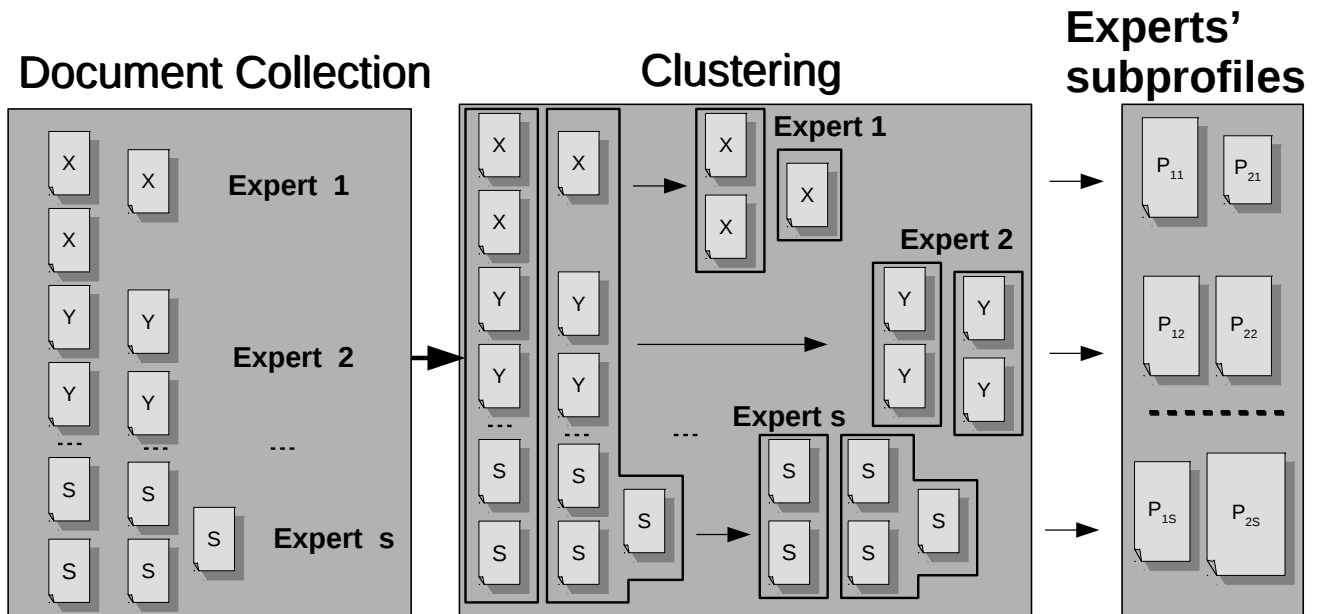 Document Collection
Clustering
Experts’
subprofiles
X
X
X
Expert 1
Y
Y
Y
Y
Expert 2
... ... ...
S
S
S
S
S
Expert s
X
X
X
Y
Y
Y
Y
... ... ...
S
S
S
S
S
Expert 1
X
X
X
Expert 2
Y
Y
Y
Y
Expert s
S
S
S
S
S
P11
P21
P12
P22
P1S
P2S